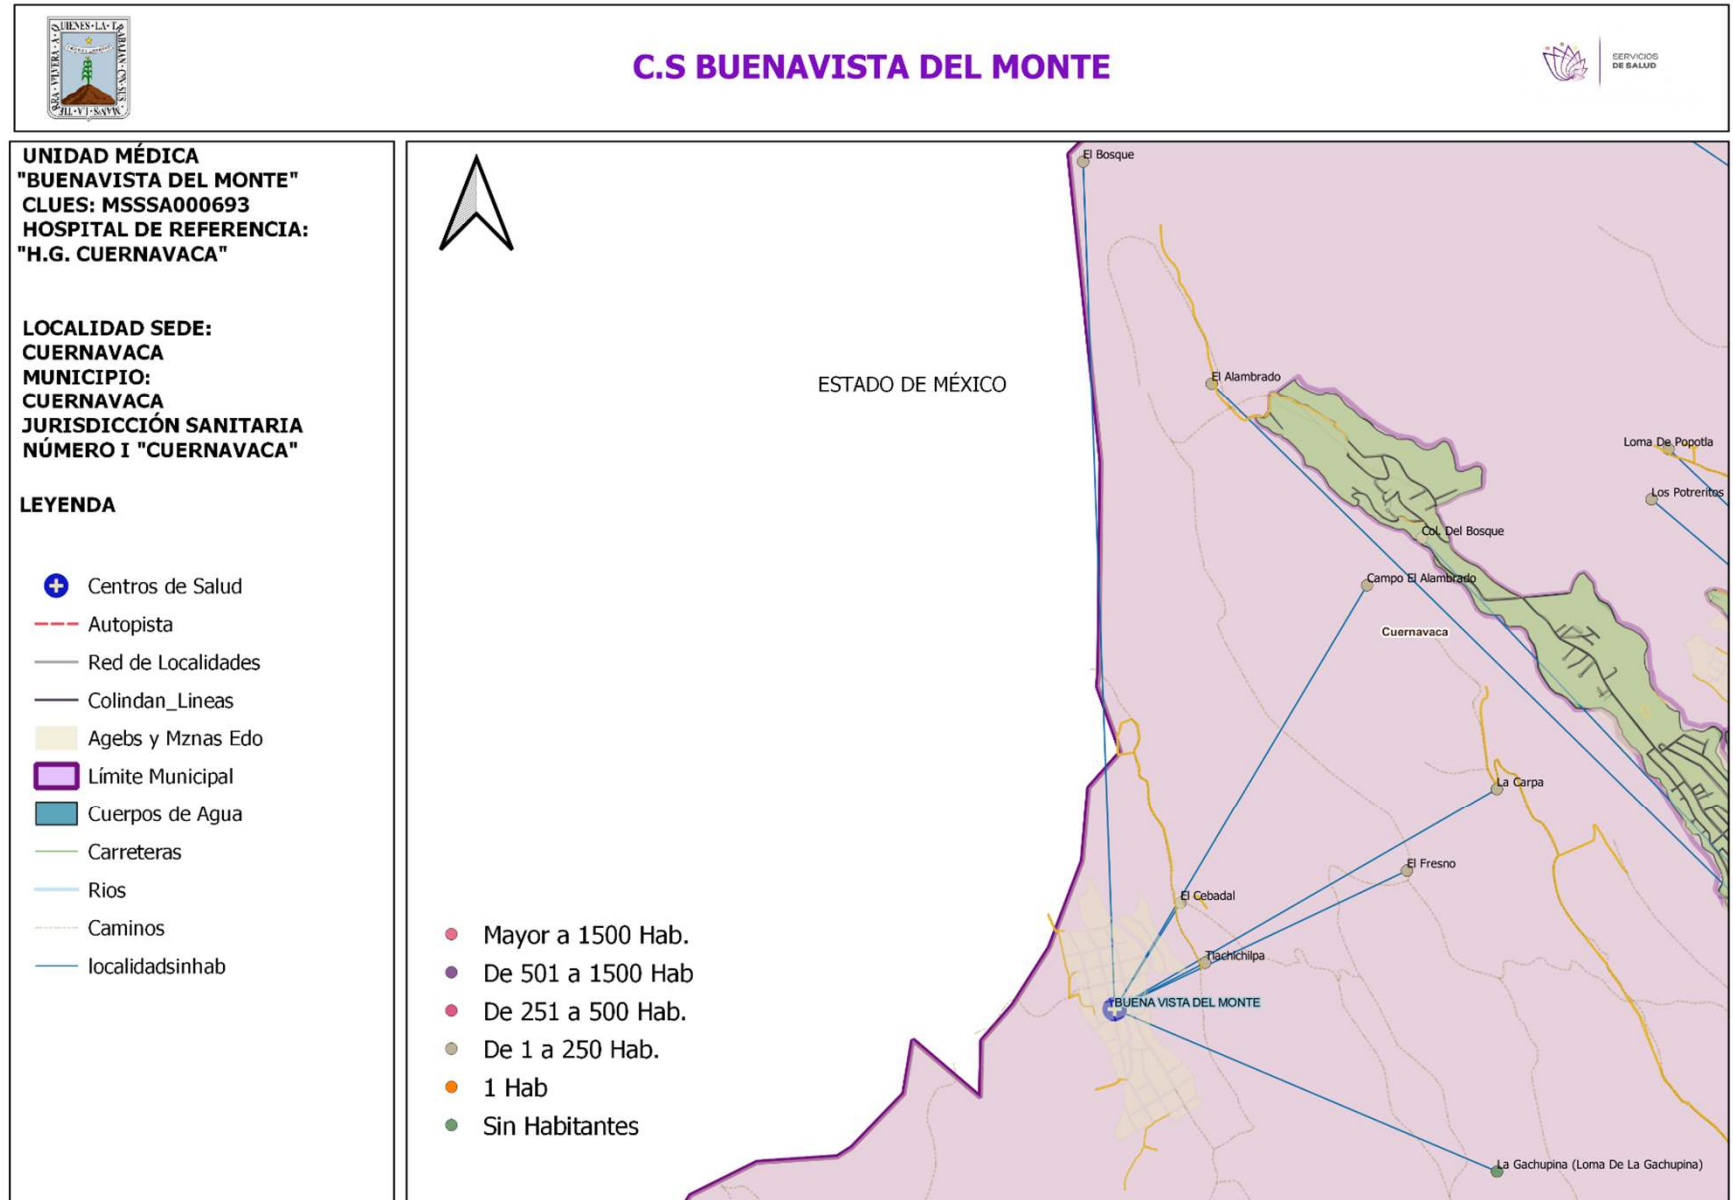 C.S BUENAVISTA DEL MONTE
SERVICIOS
DE SALUD
UNIDAD MÉDICA
"BUENAVISTA DEL MONTE"
CLUES: MSSSA000693
HOSPITAL DE REFERENCIA:
"H.G. CUERNAVACA"
LOCALIDAD SEDE:
CUERNAVACA
MUNICIPIO:
CUERNAVACA
JURISDICCIÓN SANITARIA
NÚMERO I "CUERNAVACA"
LEYENDA
Centros de Salud
Autopista
Red de Localidades
Colindan_Lineas
Agebs y Mznas Edo
Límite Municipal
Cuerpos de Agua
Carreteras
Rios
Caminos
localidadsinhab
ESTADO DE MÉXICO
Mayor a 1500 Hab.
De 501 a 1500 Hab
De 251 a 500 Hab.
De 1 a 250 Hab.
1 Hab
Sin Habitantes
El Bosque
El Alambrado
Loma De Popotla
Los Potreritos
Col. Del Bosque
Campo El Alambrado
Cuernavaca
La Carpa
El Fresno
El Cebadal
Tlachichilpa
BUENA VISTA DEL MONTE
La Gachupina (Loma De La Gachupina)